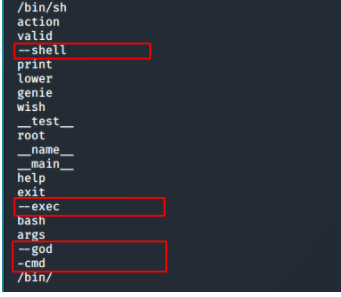 /bin/sh
action
valid
--shell
print
lower
genie
wish
__test__
root
__name__
__main__
help
exit
--exec
bash
args
--god
-cmd
/bin/